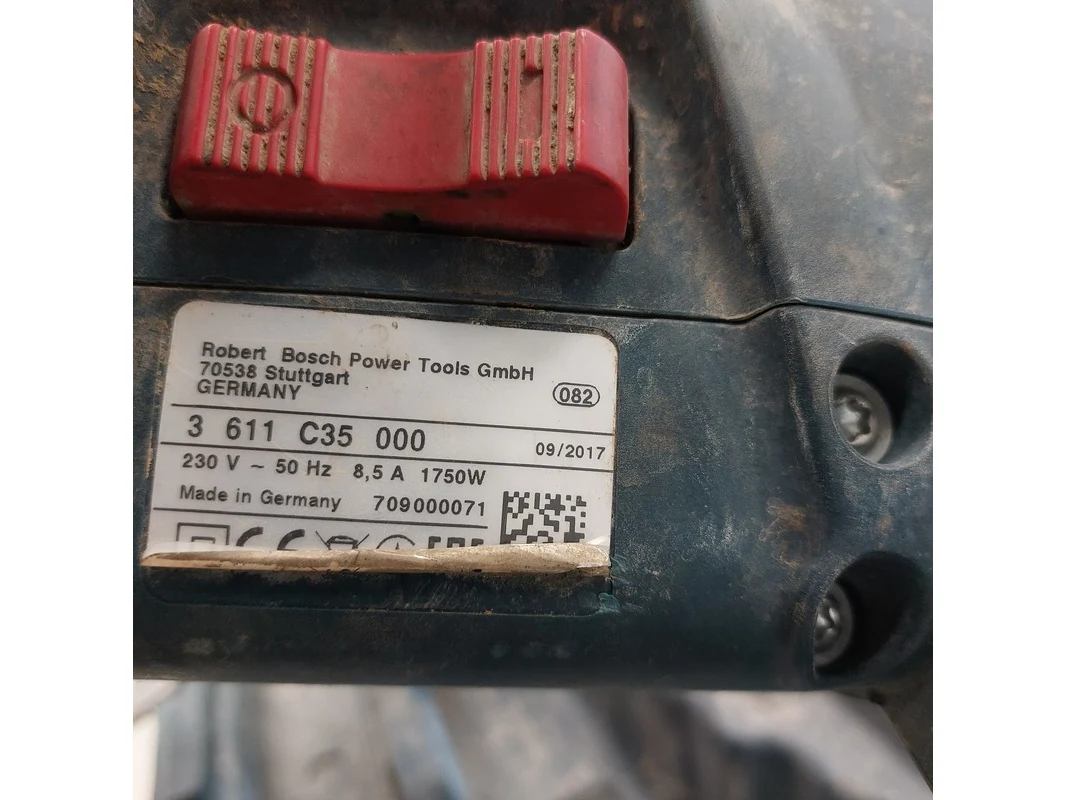 Robert Bosch Power Tools GmbH
70538 Stuttgart
GERMANY
082
3 611 C35 000
09/2017
230 V ~ 50 Hz 8,5 A 1750W
Made in Germany 709000071